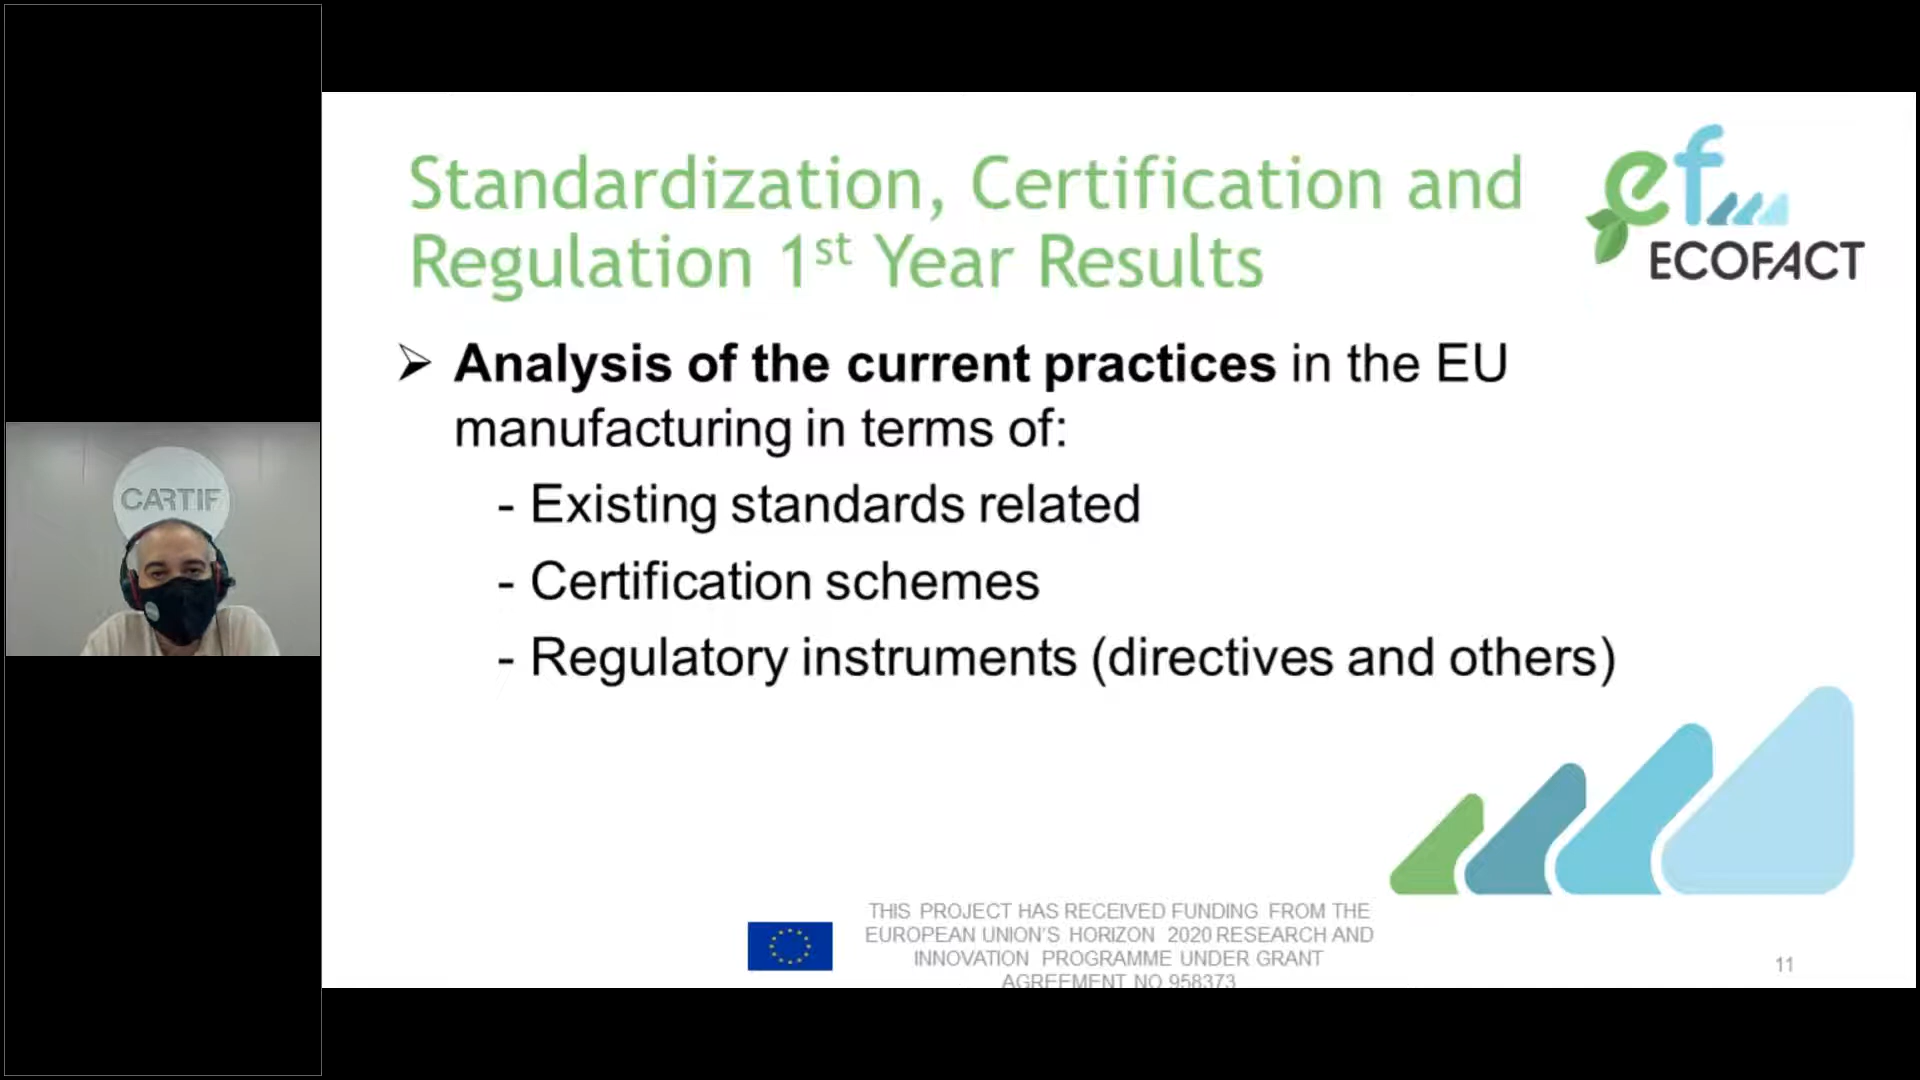 CARTIF
Standardization, Certification and
Regulation 1st Year Results
ef
ECOFACT
➢ Analysis of the current practices in the EU
manufacturing in terms of:
- Existing standards related
- Certification schemes
- Regulatory instruments (directives and others)
THIS PROJECT HAS RECEIVED FUNDING FROM THE
EUROPEAN UNION'S HORIZON 2020 RESEARCH AND
INNOVATION PROGRAMME UNDER GRANT
AGREEMENT NO 958373
11